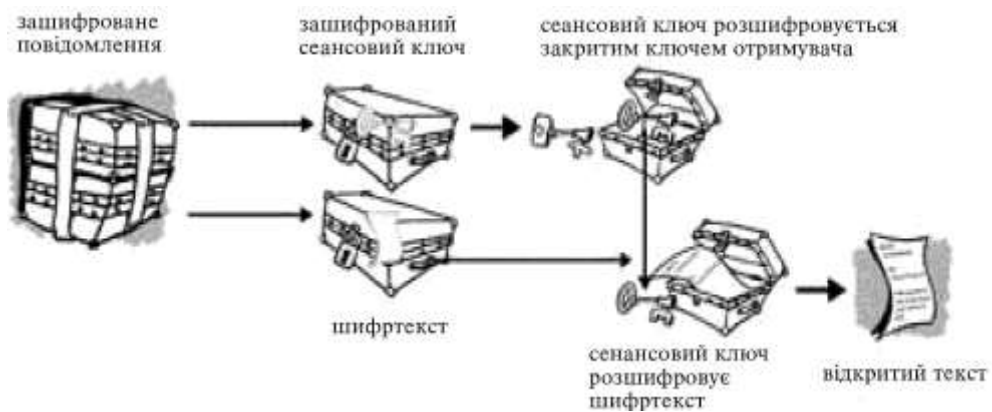 зашифроване
повідомлення
зашифрований
сеансовий ключ
сеансовий ключ розшифровується
закритим ключем отримувача
шифртекст
сенансовий ключ
розшифровує
шифртекст
відкритий текст